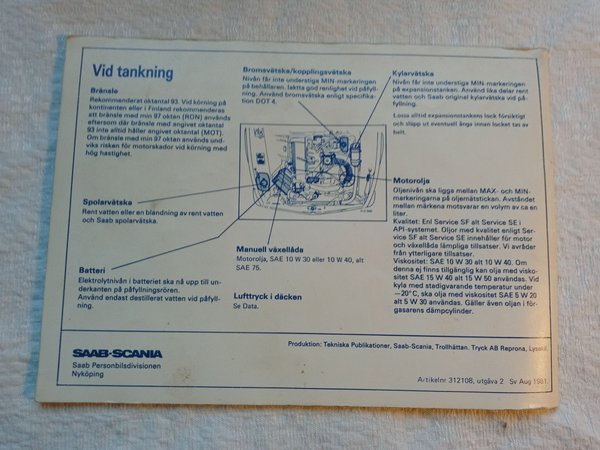 Vid tankning
Bränsle
Rekommenderat oktantal 93. Vid körning på
kontinenten eller i Finland rekommenderas
att bränsle med min 97 okten (RON) används
eftersom där bränsle med angivet oktantal
93 inte alltid håller angivet oktantal (MOT).
Om bränsle med min 97 oktan används und-
viks risken för motorskador vid körning med
hög hastighet.
Spolarvätska
Rent vatten eller en blandning av rent vatten
och Saab spolarvätska.
Batteri
Elektrolytnivån i batteriet ska nå upp till un-
derkanten på påfyllningsrören.
Använd endast destillerat vatten vid påfyll-
ning.
Bromsvätska/kopplingsvätska
Nivån får inte understiga MIN-markeringen
på behållaren. Iaktta god renlighet vid påfyll-
ning. Använd bromsvätska enligt specifika-
tion DOT 4.
Manuell växellåda
Motorolja, SAE 10 W 30 eller 10 W 40, alt
SAE 75.
Lufttryck i däcken
Se Data.
Kylarvätska
Nivån får inte understiga MIN-markeringen
på expansionstanken. Använd lika delar rent
vatten och Saab original kylarvätska vid på-
fyllning.
Lossa alltid expansionstankens lock försiktigt
och släpp ut eventuell ånga innan locket tas av
helt.
Motorolja
Oljenivån ska ligga mellan MAX- och MIN-
markeringarna på oljemätstickan. Avståndet
mellan märkena motsvarar en volym av ca en
liter.
Kvalitet: Enl Service SF alt Service SE i
API-systemet. Oljor med kvalitet enligt Ser-
vice SF alt Service SE innehåller för motor
och växellåda lämpliga tillsatser. Vi avråder
från ytterligare tillsatser.
Viskositet: SAE 10 W 30 alt 10 W 40. Om
denna ej finns tillgänglig kan olja med visko-
sitet SAE 15 W 40 alt 15 W 50 användas. Vid
kyla med stadigvarande temperatur under
−20°C, ska olja med viskositet SAE 5 W 20
alt 5 W 30 användas. Gäller även oljan i för-
gasarens dämpcylinder.
SAAB-SCANIA
Saab Personbilsdivisionen
Nyköping
Produktion: Tekniska Publikationer, Saab-Scania, Trollhättan. Tryck AB Reprona, Lysekil.
Artikelnr 312108, utgåva 2 Sv Aug 1981.